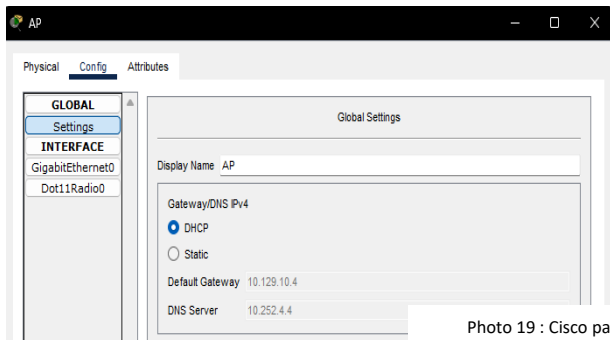 AP
Physical Config Attributes
GLOBAL
Settings
INTERFACE
GigabitEthernet0
Dot11Radio0
Global Settings
Display Name AP
Gateway/DNS IPv4
DHCP
Static
Default Gateway 10.129.10.4
DNS Server 10.252.4.4
Photo 19 : Cisco pa